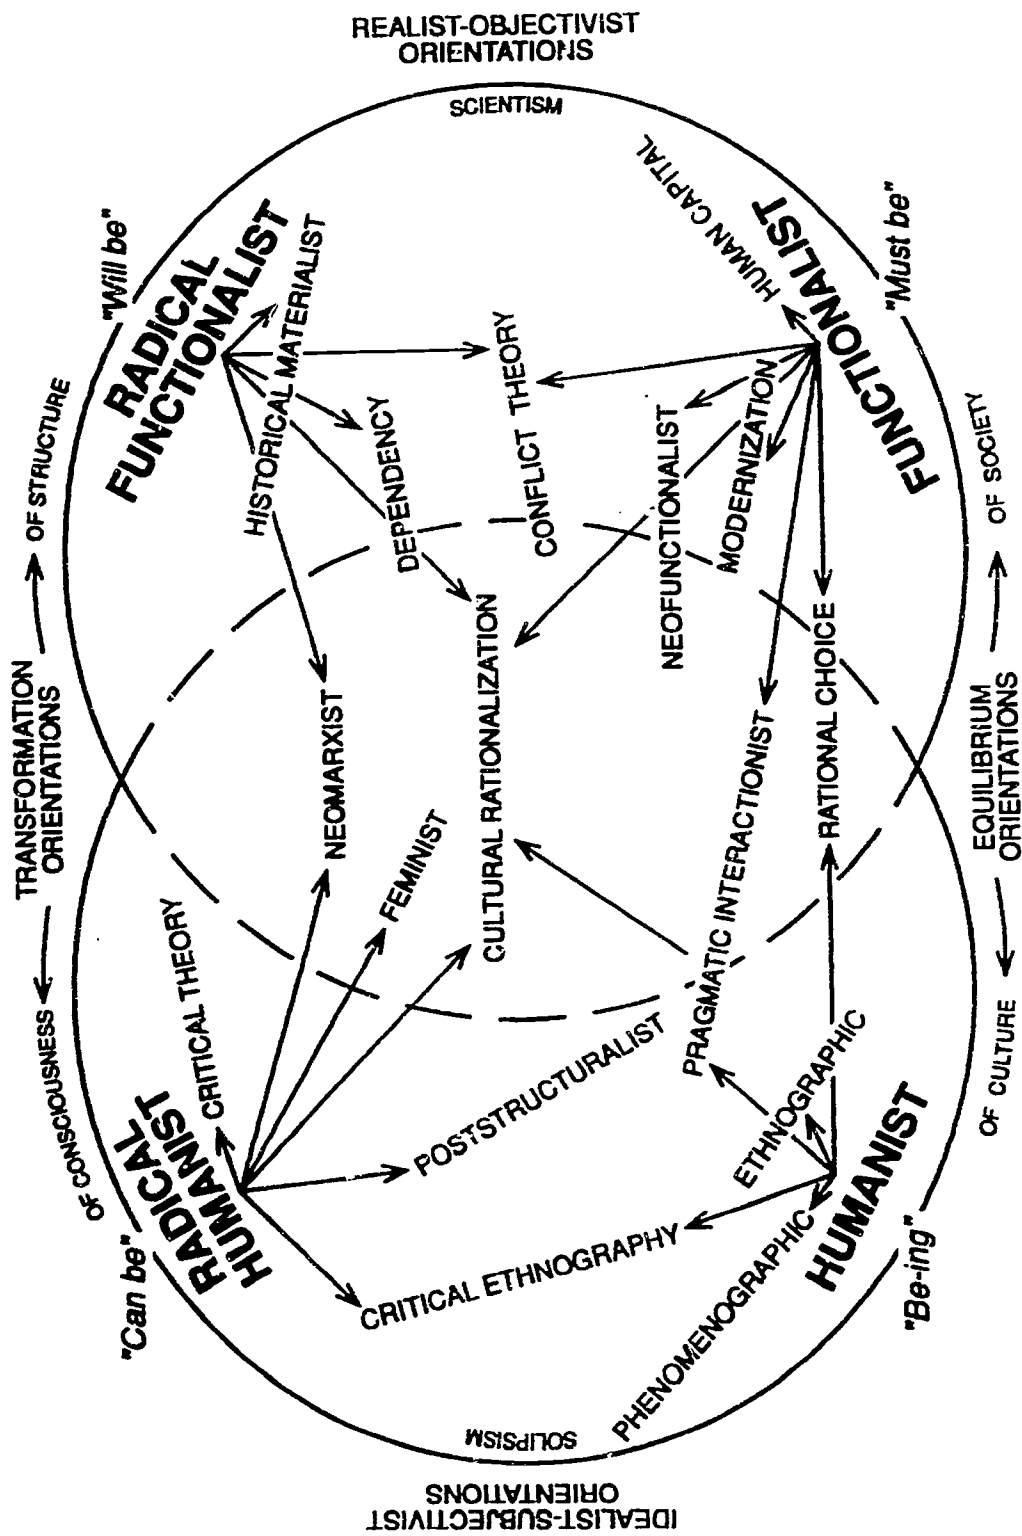 REALIST-OBJECTIVIST
ORIENTATIONS
SCIENTISM
TRANSFORMATION
ORIENTATIONS
OF CONSCIOUSNESS
OF STRUCTURE
"Can be"
RADICAL
HUMANIST
"Will be"
RADICAL
FUNCTIONALIST
CRITICAL THEORY
NEOMARXIST
FEMINIST
HISTORICAL MATERIALIST
DEPENDENCY
CULTURAL RATIONALIZATION
CONFLICT THEORY
POSTSTRUCTURALIST
CRITICAL ETHNOGRAPHY
PHENOMENOGRAPHIC
ETHNOGRAPHIC
PRAGMATIC INTERACTIONIST
RATIONAL CHOICE
NEOFUNCTIONALIST
MODERNIZATION
HUMAN CAPITAL
HUMANIST
"Be-ing"
FUNCTIONALIST
"Must be"
OF CULTURE
EQUILIBRIUM
ORIENTATIONS
OF SOCIETY
SOLIPSISM
IDEALIST-SUBJECTIVIST
ORIENTATIONS